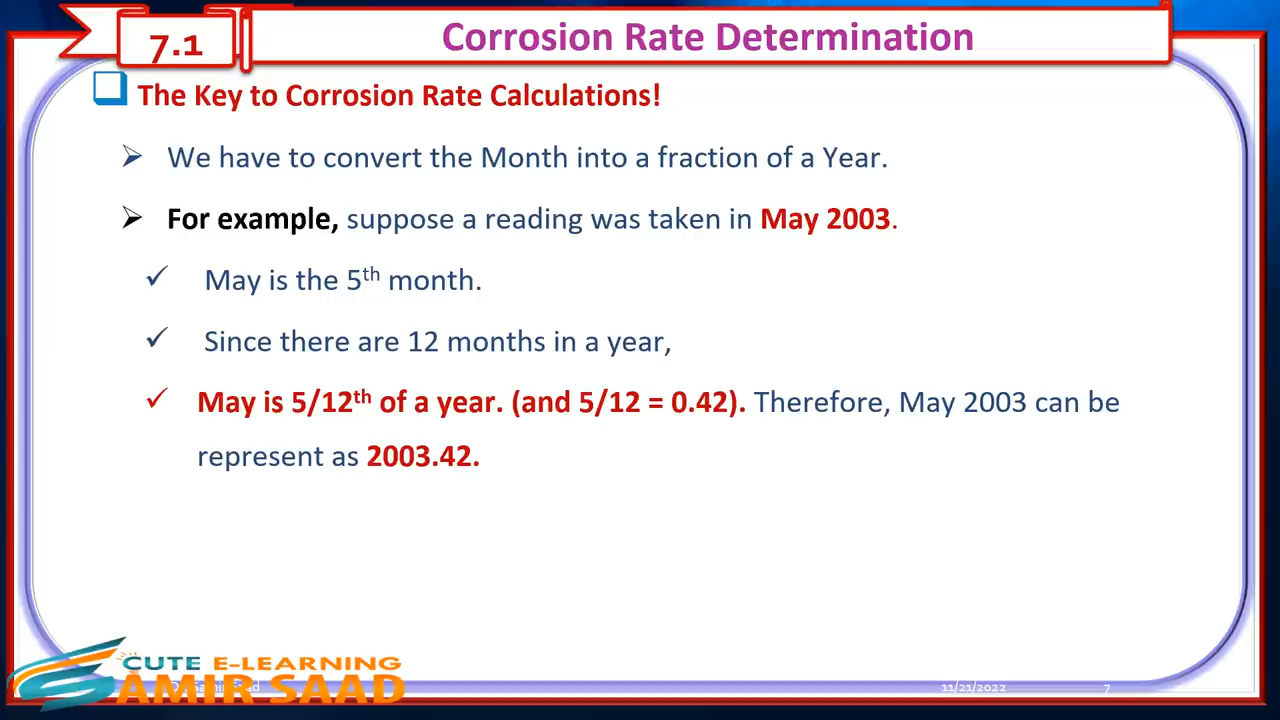 7.1
Corrosion Rate Determination
The Key to Corrosion Rate Calculations!
We have to convert the Month into a fraction of a Year.
For example, suppose a reading was taken in May 2003.
May is the 5th month.
Since there are 12 months in a year,
May is 5/12th of a year. (and 5/12 = 0.42). Therefore, May 2003 can be
represent as 2003.42.
CUTE E-LEARNING
AMIR SAAD
11/21/2022
7